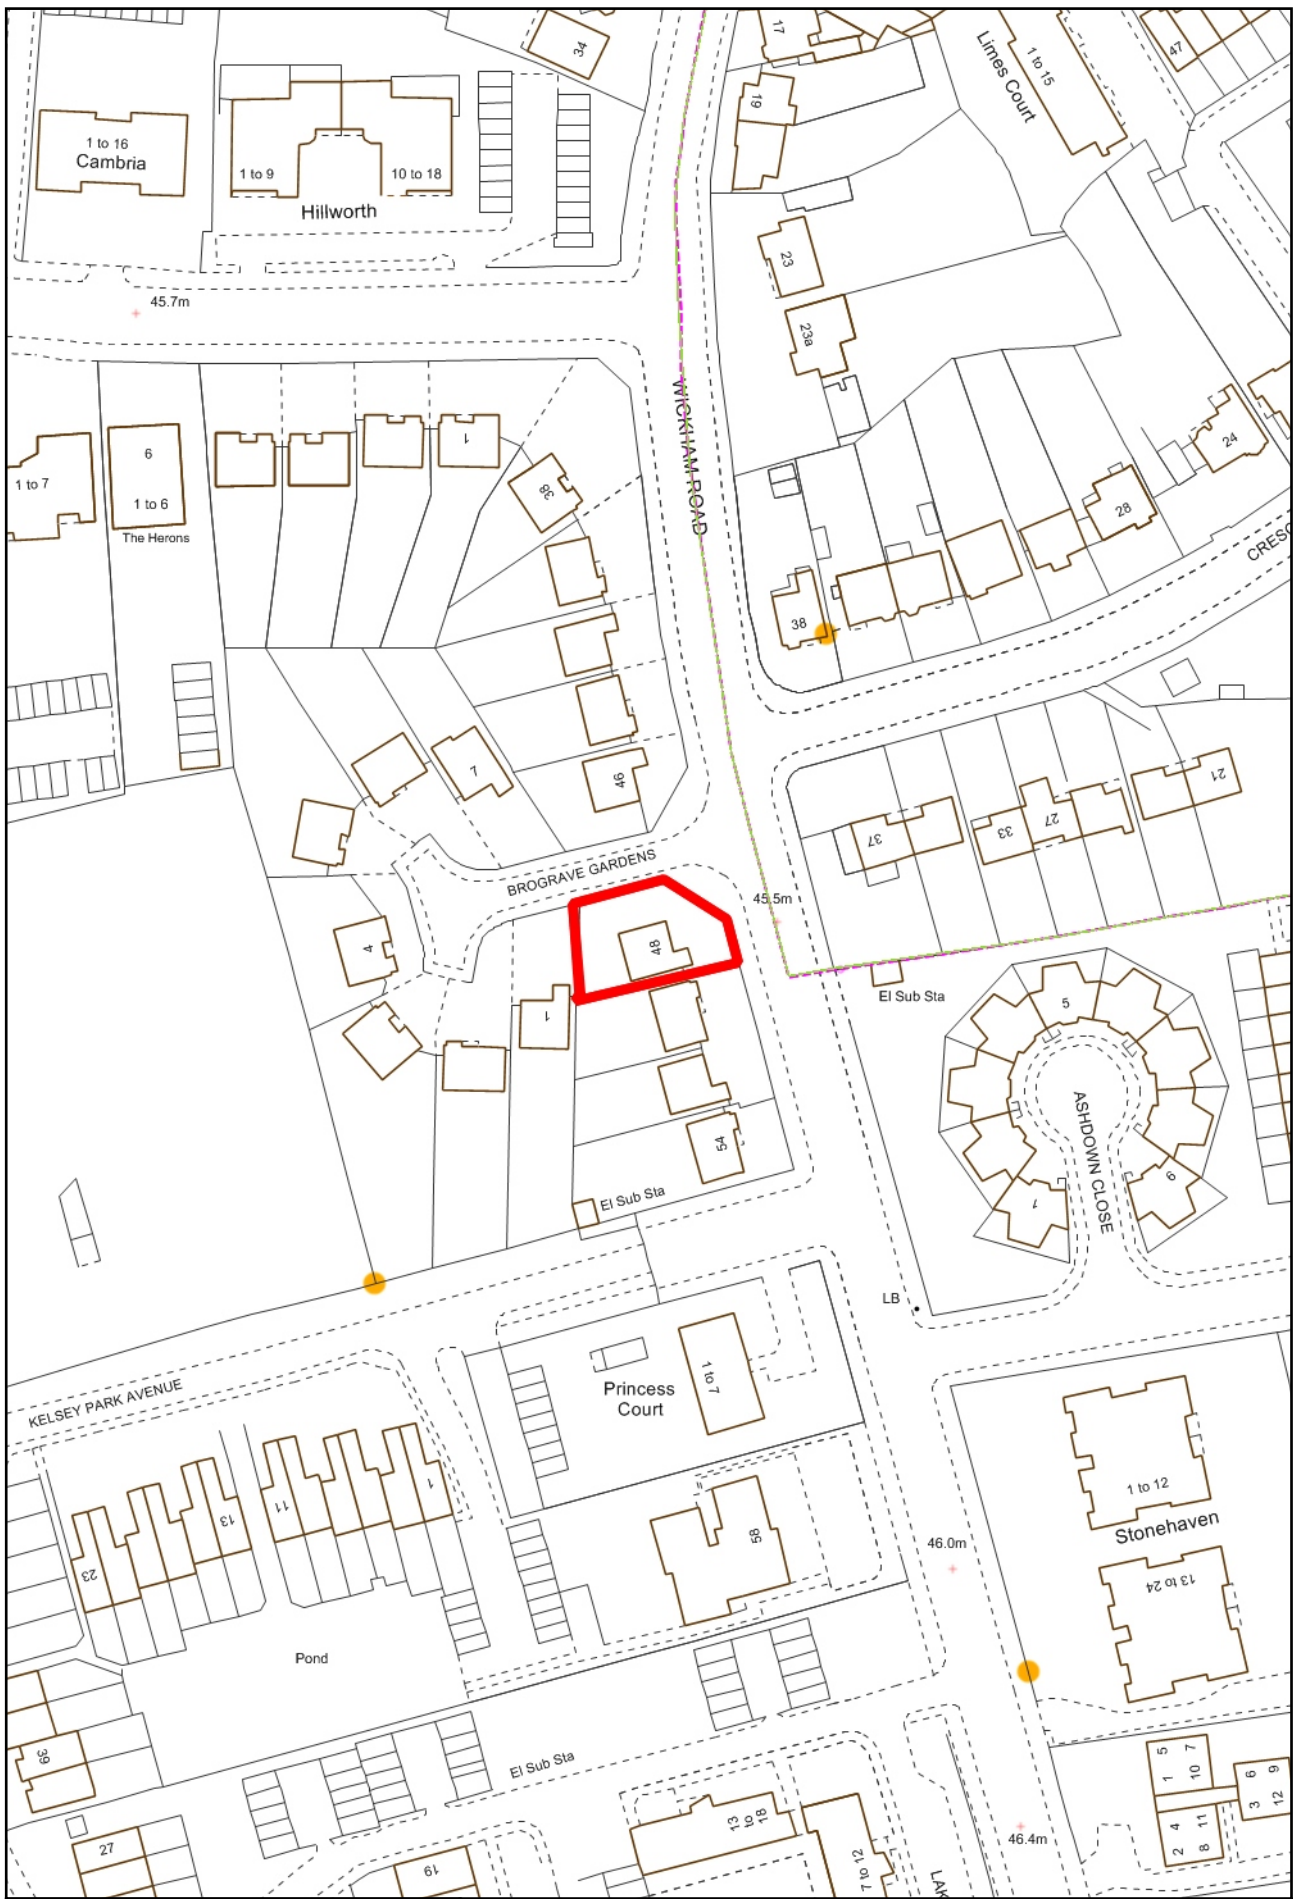 34
17
Limes Court
1 to 15
47
19
1 to 16
Cambria
1 to 9
10 to 18
Hillworth
23
45.7m
23a
WICKHAM ROAD
1
24
6
1 to 7
38
1 to 6
28
The Herons
CRESC
38
7
46
21
37
33
27
BROGRAVE GARDENS
45.5m
4
48
El Sub Sta
5
1
ASHDOWN CLOSE
54
9
1
El Sub Sta
LB
1 to 7
Princess
Court
KELSEY PARK AVENUE
1
11
13
23
1 to 12
Stonehaven
58
46.0m
13 to 24
Pond
39
El Sub Sta
5
7
1
10
6
9
3
12
4
11
2
8
13
to
18
46.4m
27
19
7 to 12
LAK